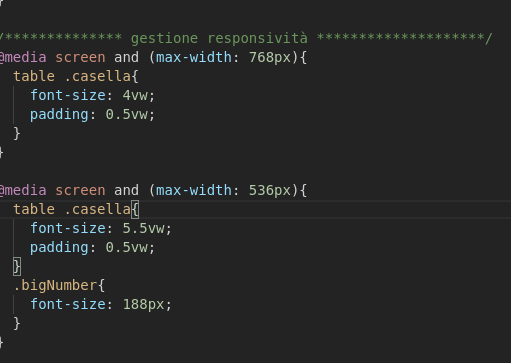 }
/************** gestione responsività ********************/
@media screen and (max-width: 768px){
table .casella{
font-size: 4vw;
padding: 0.5vw;
}
}
@media screen and (max-width: 536px){
table .casella{
font-size: 5.5vw;
padding: 0.5vw;
}
.bigNumber{
font-size: 188px;
}
}